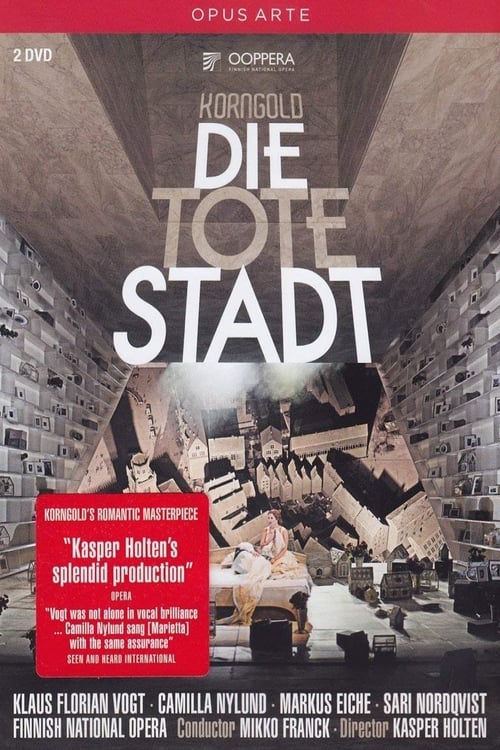 OPUS ARTE
2 DVD
OOPPERA
FINNISH NATIONAL OPERA
KORNGOLD
DIE
TOTE
STADT
KORNGOLD'S ROMANTIC MASTERPIECE
"Kasper Holten's
splendid production"
OPERA
"Vogt was not alone in vocal brilliance
... Camilla Nylund sang [Marietta]
with the same assurance"
SEEN AND HEARD INTERNATIONAL
KLAUS FLORIAN VOGT · CAMILLA NYLUND · MARKUS EICHE · SARI NORDQVIST
FINNISH NATIONAL OPERA Conductor MIKKO FRANCK · Director KASPER HOLTEN